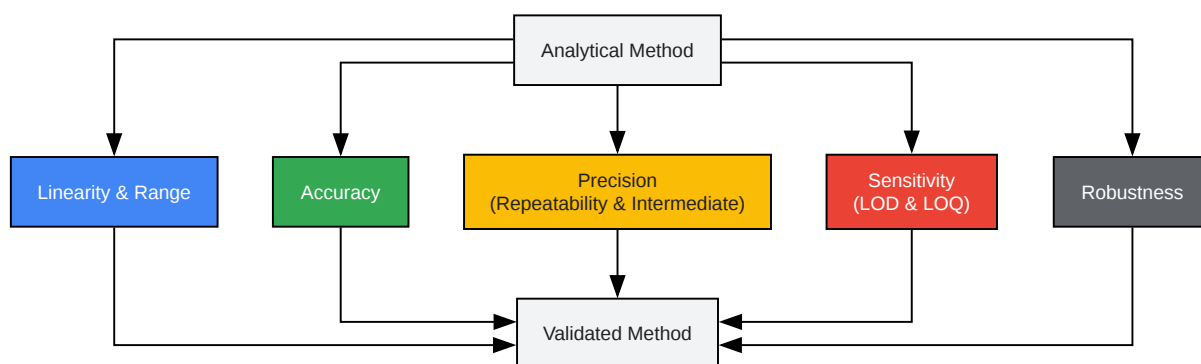 Analytical Method
Linearity & Range
Accuracy
Precision
(Repeatability & Intermediate)
Sensitivity
(LOD & LOQ)
Robustness
Validated Method